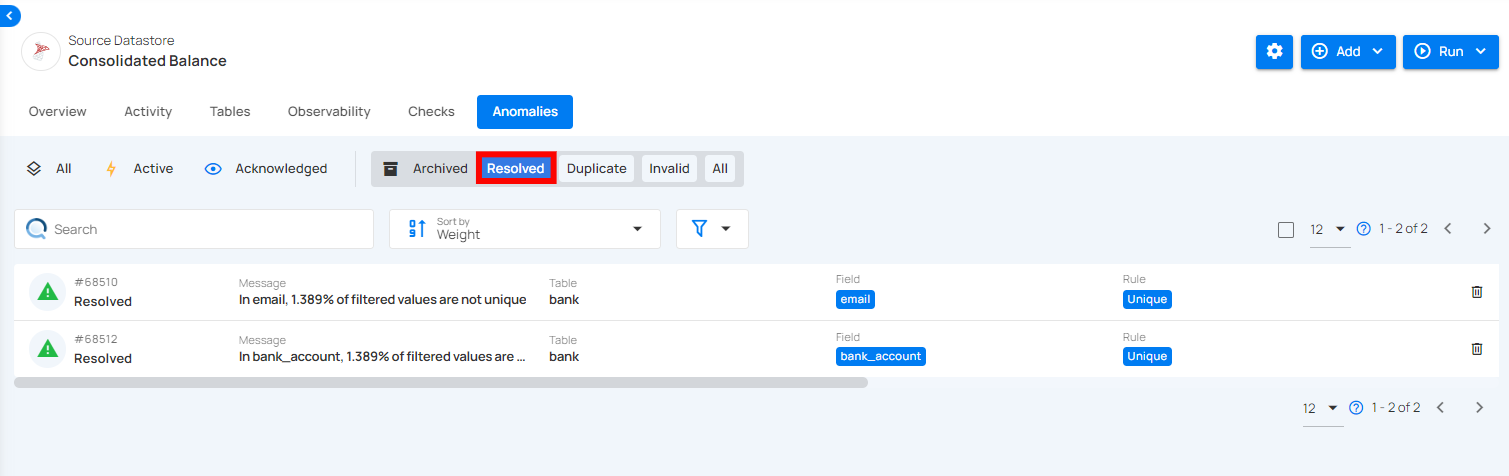 Source Datastore
Consolidated Balance
Add
Run
Overview Activity Tables Observability Checks Anomalies
All Active Acknowledged Archived Resolved Duplicate Invalid All
Search
Sort by
Weight
12 1 - 2 of 2
#68510 Message Table Field Rule
Resolved In email, 1.389% of filtered values are not unique bank email Unique
#68512 Message Table Field Rule
Resolved In bank_account, 1.389% of filtered values are ... bank bank_account Unique
12 1 - 2 of 2